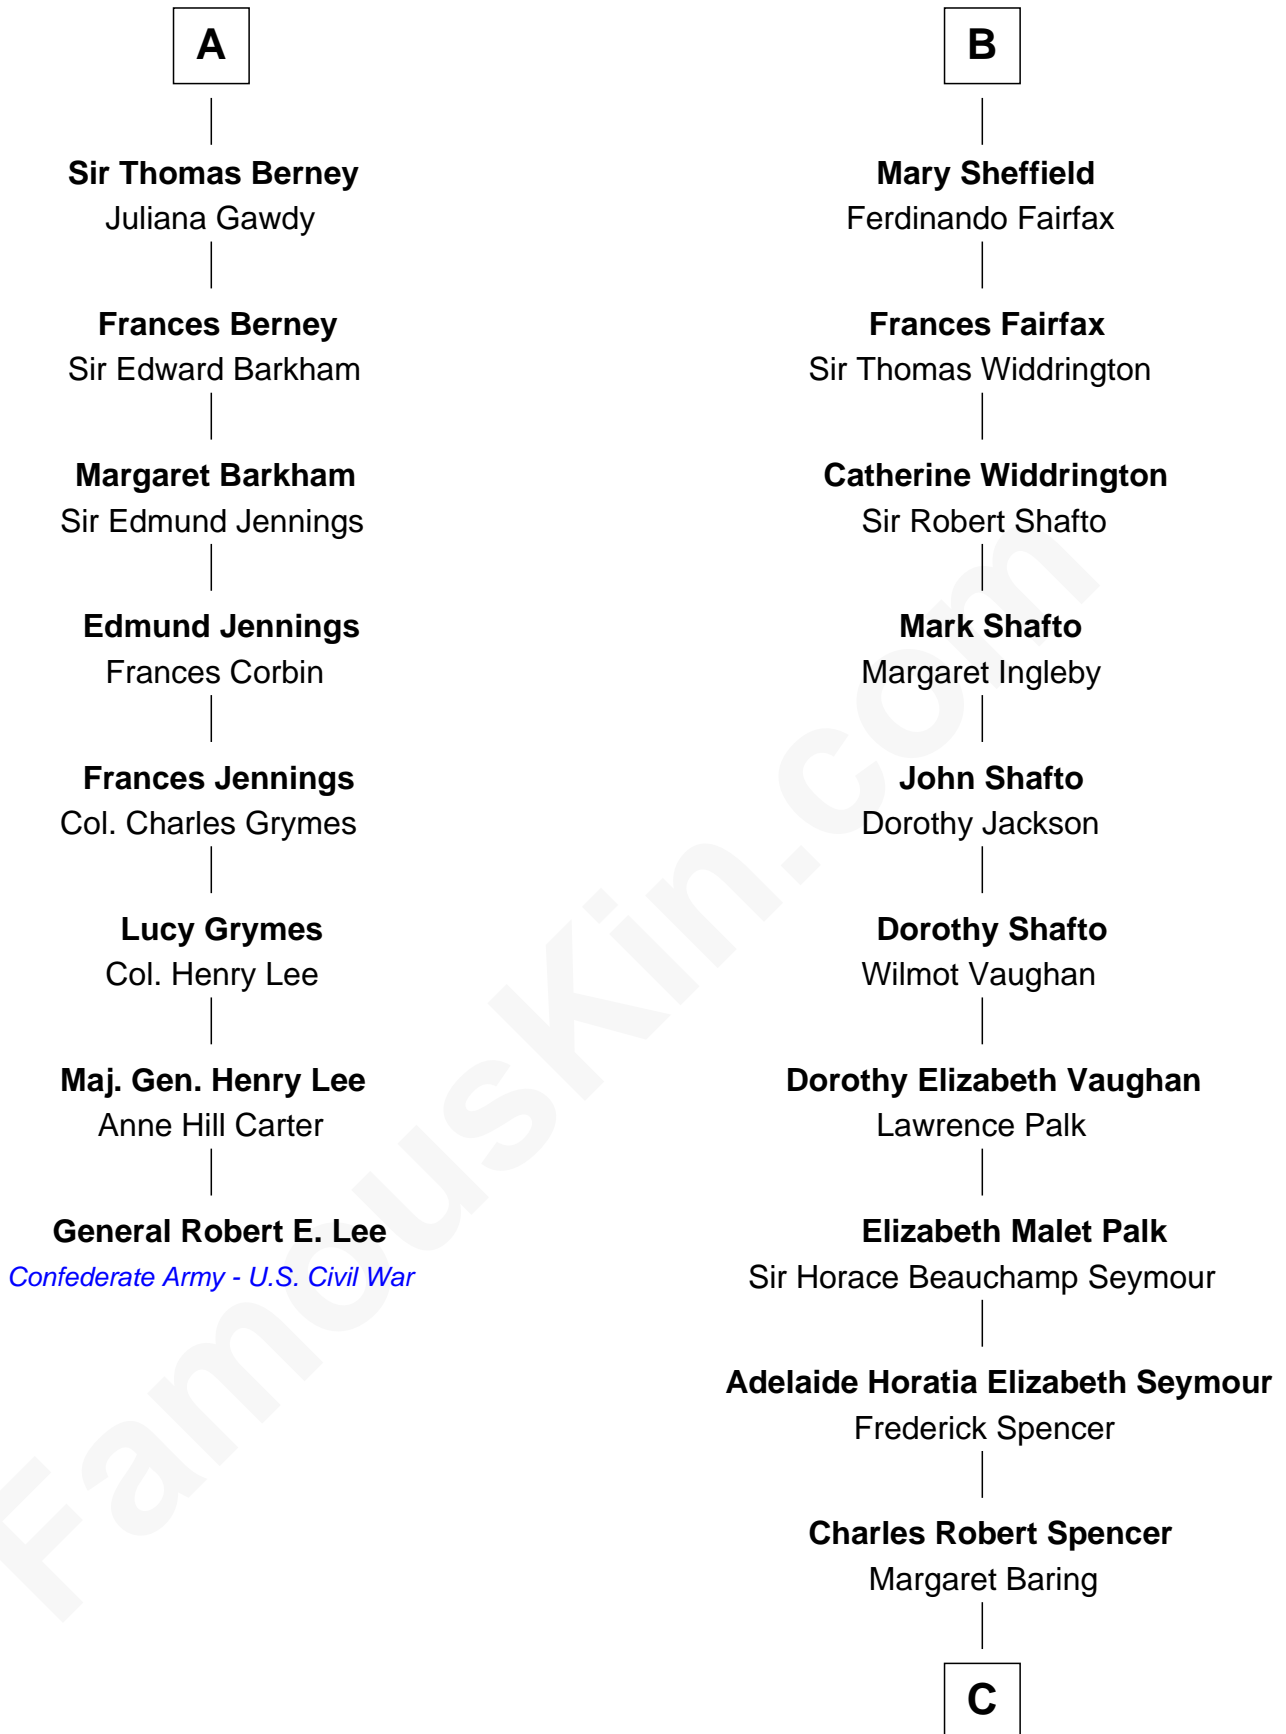 A
Sir Thomas Berney
Juliana Gawdy
Frances Berney
Sir Edward Barkham
Margaret Barkham
Sir Edmund Jennings
Edmund Jennings
Frances Corbin
Frances Jennings
Col. Charles Grymes
Lucy Grymes
Col. Henry Lee
Maj. Gen. Henry Lee
Anne Hill Carter
General Robert E. Lee
Confederate Army - U.S. Civil War
B
Mary Sheffield
Ferdinando Fairfax
Frances Fairfax
Sir Thomas Widdrington
Catherine Widdrington
Sir Robert Shafto
Mark Shafto
Margaret Ingleby
John Shafto
Dorothy Jackson
Dorothy Shafto
Wilmot Vaughan
Dorothy Elizabeth Vaughan
Lawrence Palk
Elizabeth Malet Palk
Sir Horace Beauchamp Seymour
Adelaide Horatia Elizabeth Seymour
Frederick Spencer
Charles Robert Spencer
Margaret Baring
C
FamousKin.com